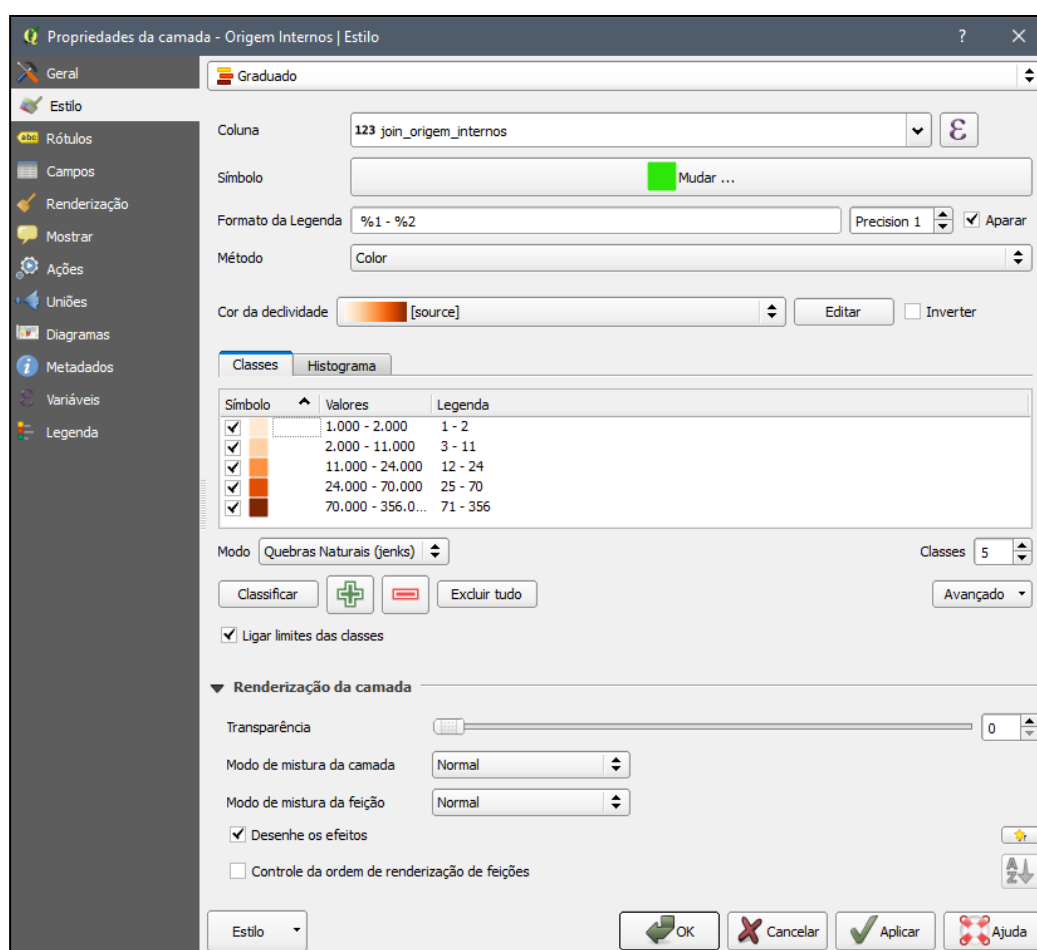 Propriedades da camada - Origem Internos | Estilo ? ×
Geral
Estilo
abc Rótulos
Campos
Renderização
Mostrar
Ações
Uniões
Diagramas
Metadados
Variáveis
Legenda
Graduado
Coluna 123 join_origem_internos ε
Símbolo Mudar ...
Formato da Legenda %1 - %2 Precision 1 Aparar
Método Color
Cor da declividade [source] Editar Inverter
Classes Histograma
Símbolo Valores Legenda
1.000 - 2.000 1 - 2
2.000 - 11.000 3 - 11
11.000 - 24.000 12 - 24
24.000 - 70.000 25 - 70
70.000 - 356.0... 71 - 356
Modo Quebras Naturais (jenks) Classes 5
Classificar Excluir tudo Avançado
Ligar limites das classes
Renderização da camada
Transparência 0
Modo de mistura da camada Normal
Modo de mistura da feição Normal
Desenhe os efeitos
Controle da ordem de renderização de feições A Z
Estilo OK Cancelar Aplicar Ajuda